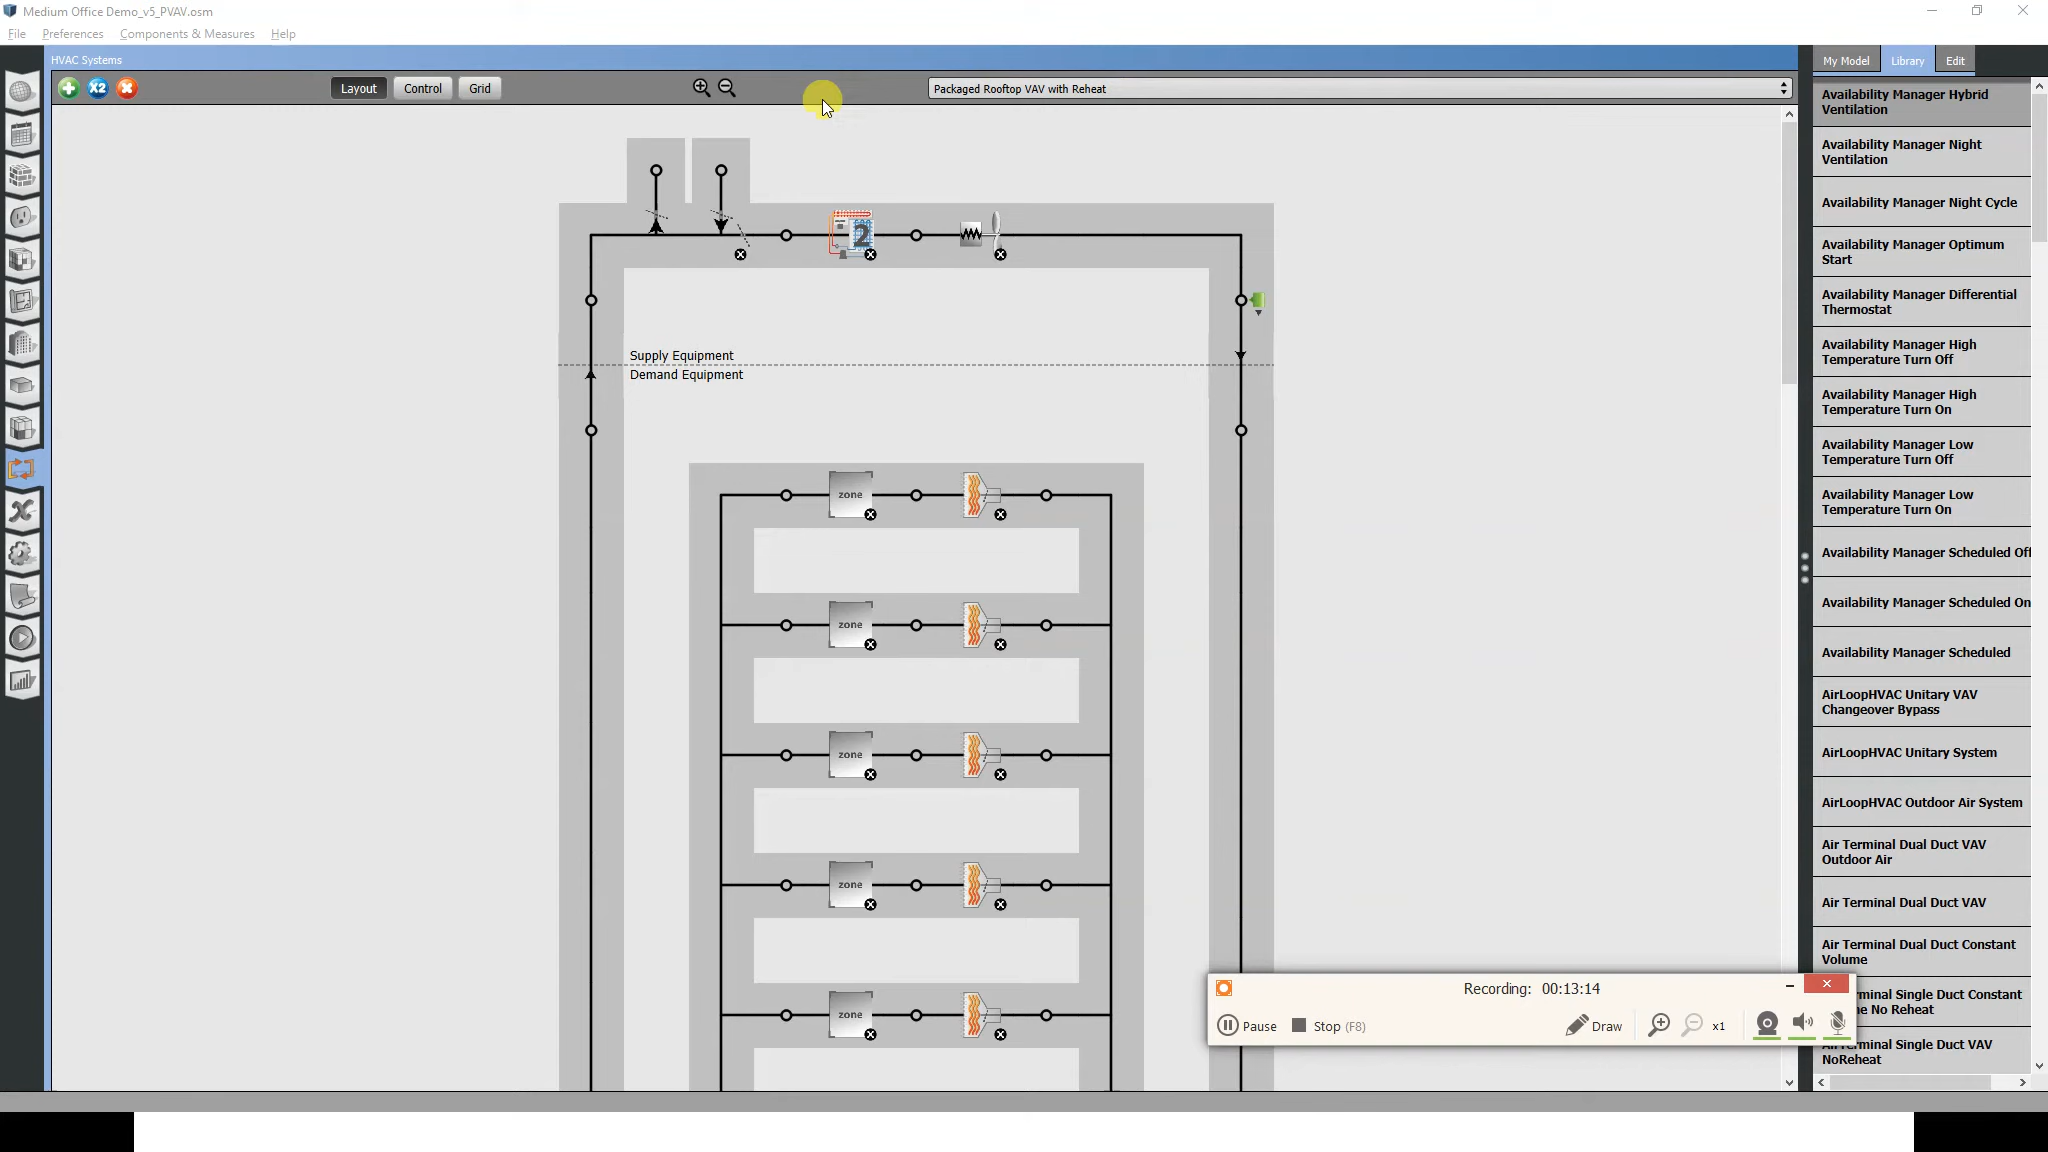 Medium Office Demo_v5_PVAV.osm
File Preferences Components & Measures Help
HVAC Systems
My Model Library Edit
X2
Layout Control Grid
Packaged Rooftop VAV with Reheat
2
Supply Equipment
Demand Equipment
zone
zone
zone
zone
zone
Availability Manager Hybrid
Ventilation
Availability Manager Night
Ventilation
Availability Manager Night Cycle
Availability Manager Optimum
Start
Availability Manager Differential
Thermostat
Availability Manager High
Temperature Turn Off
Availability Manager High
Temperature Turn On
Availability Manager Low
Temperature Turn Off
Availability Manager Low
Temperature Turn On
Availability Manager Scheduled Off
Availability Manager Scheduled On
Availability Manager Scheduled
AirLoopHVAC Unitary VAV
Changeover Bypass
AirLoopHVAC Unitary System
AirLoopHVAC Outdoor Air System
Air Terminal Dual Duct VAV
Outdoor Air
Air Terminal Dual Duct VAV
Air Terminal Dual Duct Constant
Volume
minal Single Duct Constant
e No Reheat
Air Terminal Single Duct VAV
NoReheat
Recording: 00:13:14
Pause Stop (F8) Draw x1